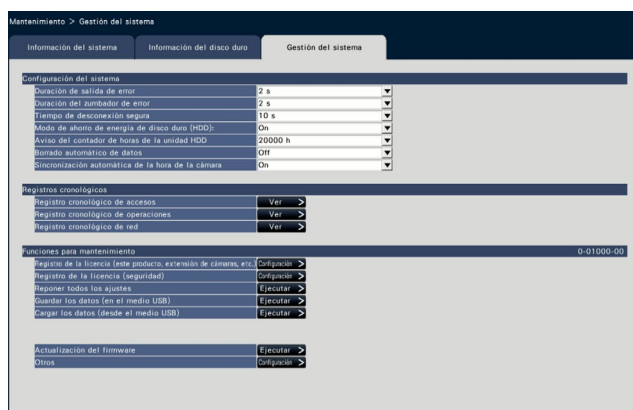 Mantenimiento > Gestión del sistema
Información del sistema Información del disco duro Gestión del sistema
Configuración del sistema
Duración de salida de error 2 s
Duración del zumbador de error 2 s
Tiempo de desconexión segura 10 s
Modo de ahorro de energía de disco duro (HDD): On
Aviso del contador de horas de la unidad HDD 20000 h
Borrado automático de datos Off
Sincronización automática de la hora de la cámara On
Registros cronológicos
Registro cronológico de accesos Ver >
Registro cronológico de operaciones Ver >
Registro cronológico de red Ver >
Funciones para mantenimiento 0-01000-00
Registro de la licencia (este producto, extensión de cámaras, etc.) Configuración >
Registro de la licencia (seguridad) Configuración >
Reponer todos los ajustes Ejecutar >
Guardar los datos (en el medio USB) Ejecutar >
Cargar los datos (desde el medio USB) Ejecutar >
Actualización del firmware Ejecutar >
Otros Configuración >